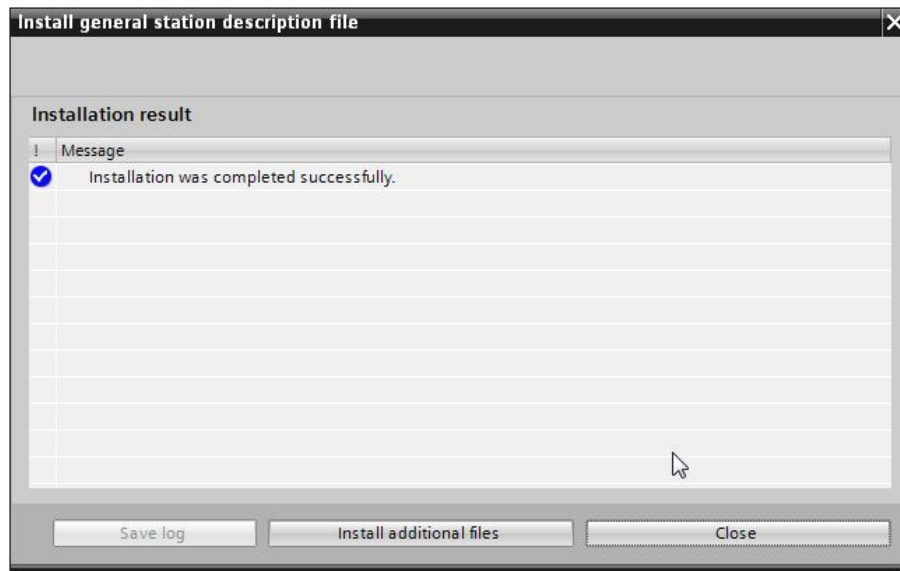 Install general station description file
Installation result
! Message
Installation was completed successfully.
Save log Install additional files Close